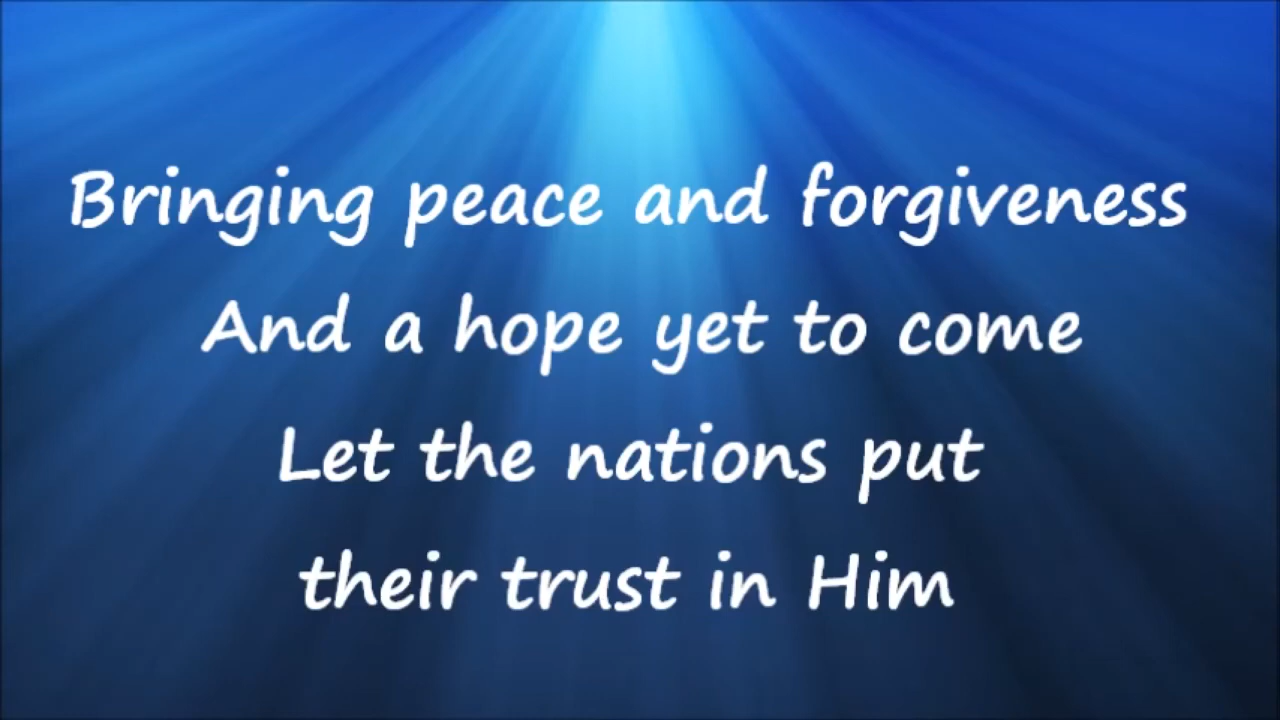 Bringing peace and forgiveness
And a hope yet to come
Let the nations put
their trust in Him